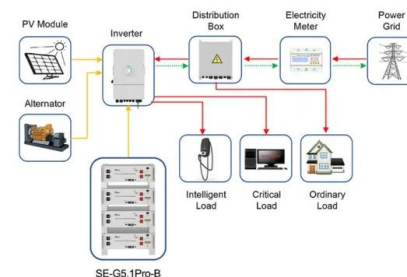 PV Module
Inverter
Distribution
Box
Electricity
Meter
Power
Grid
Alternator
Intelligent
Load
Critical
Load
Ordinary
Load
SE-G5.1Pro-B